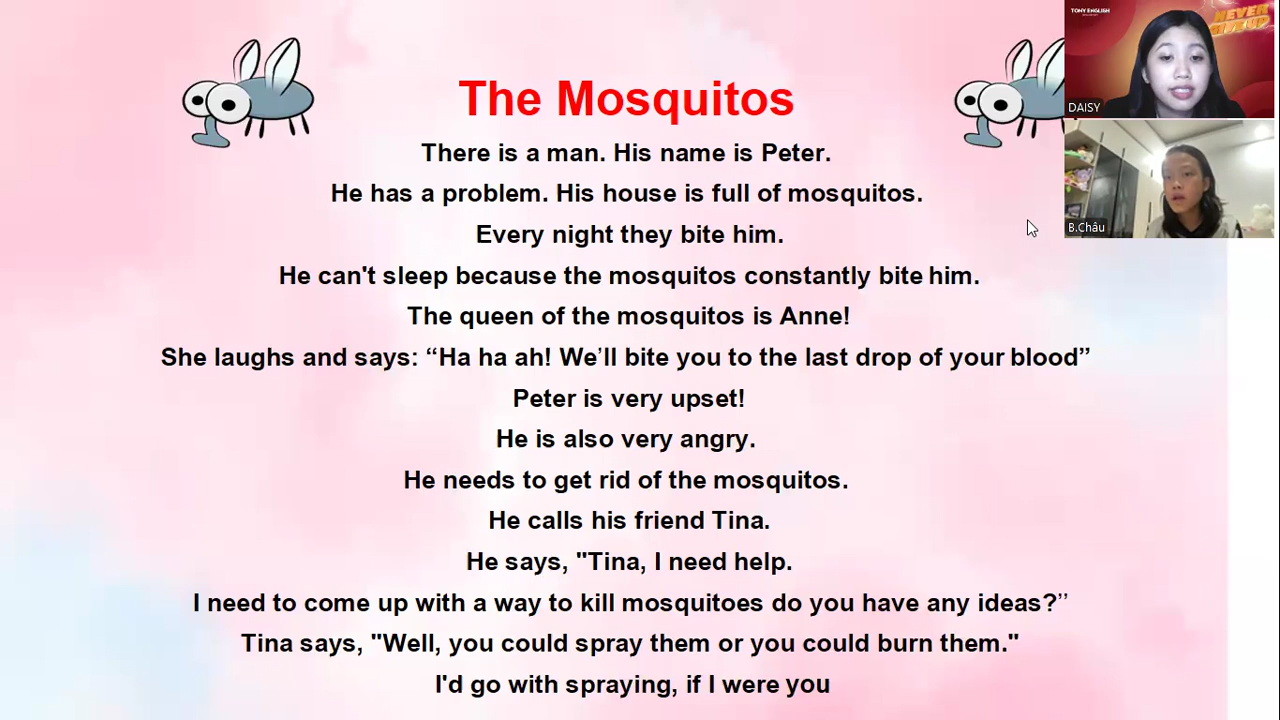 The Mosquitos
There is a man. His name is Peter.
He has a problem. His house is full of mosquitos.
Every night they bite him.
He can't sleep because the mosquitos constantly bite him.
The queen of the mosquitos is Anne!
She laughs and says: “Ha ha ah! We’ll bite you to the last drop of your blood”
Peter is very upset!
He is also very angry.
He needs to get rid of the mosquitos.
He calls his friend Tina.
He says, "Tina, I need help.
I need to come up with a way to kill mosquitoes do you have any ideas?’’
Tina says, "Well, you could spray them or you could burn them."
I'd go with spraying, if I were you
TONY ENGLISH
NEVER
GIVE UP
DAISY
B.Châu